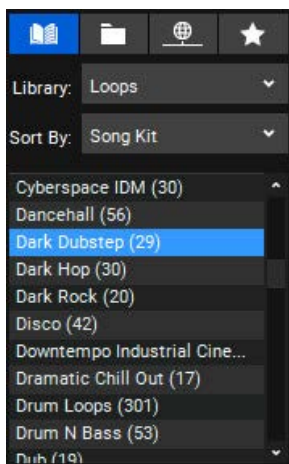 Library: Loops
Sort By: Song Kit
Cyberspace IDM (30)
Dancehall (56)
Dark Dubstep (29)
Dark Hop (30)
Dark Rock (20)
Disco (42)
Downtempo Industrial Cine...
Dramatic Chill Out (17)
Drum Loops (301)
Drum N Bass (53)
Dub (19)